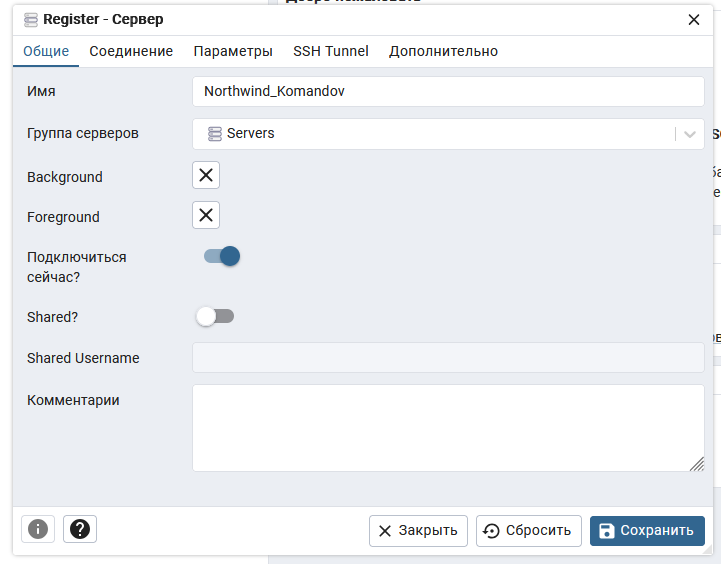 Register - Сервер
Общие Соединение Параметры SSH Tunnel Дополнительно
Имя Northwind_Komandov
Группа серверов Servers
Background
Foreground
Подключиться
сейчас?
Shared?
Shared Username
Комментарии
Закрыть Сбросить Сохранить